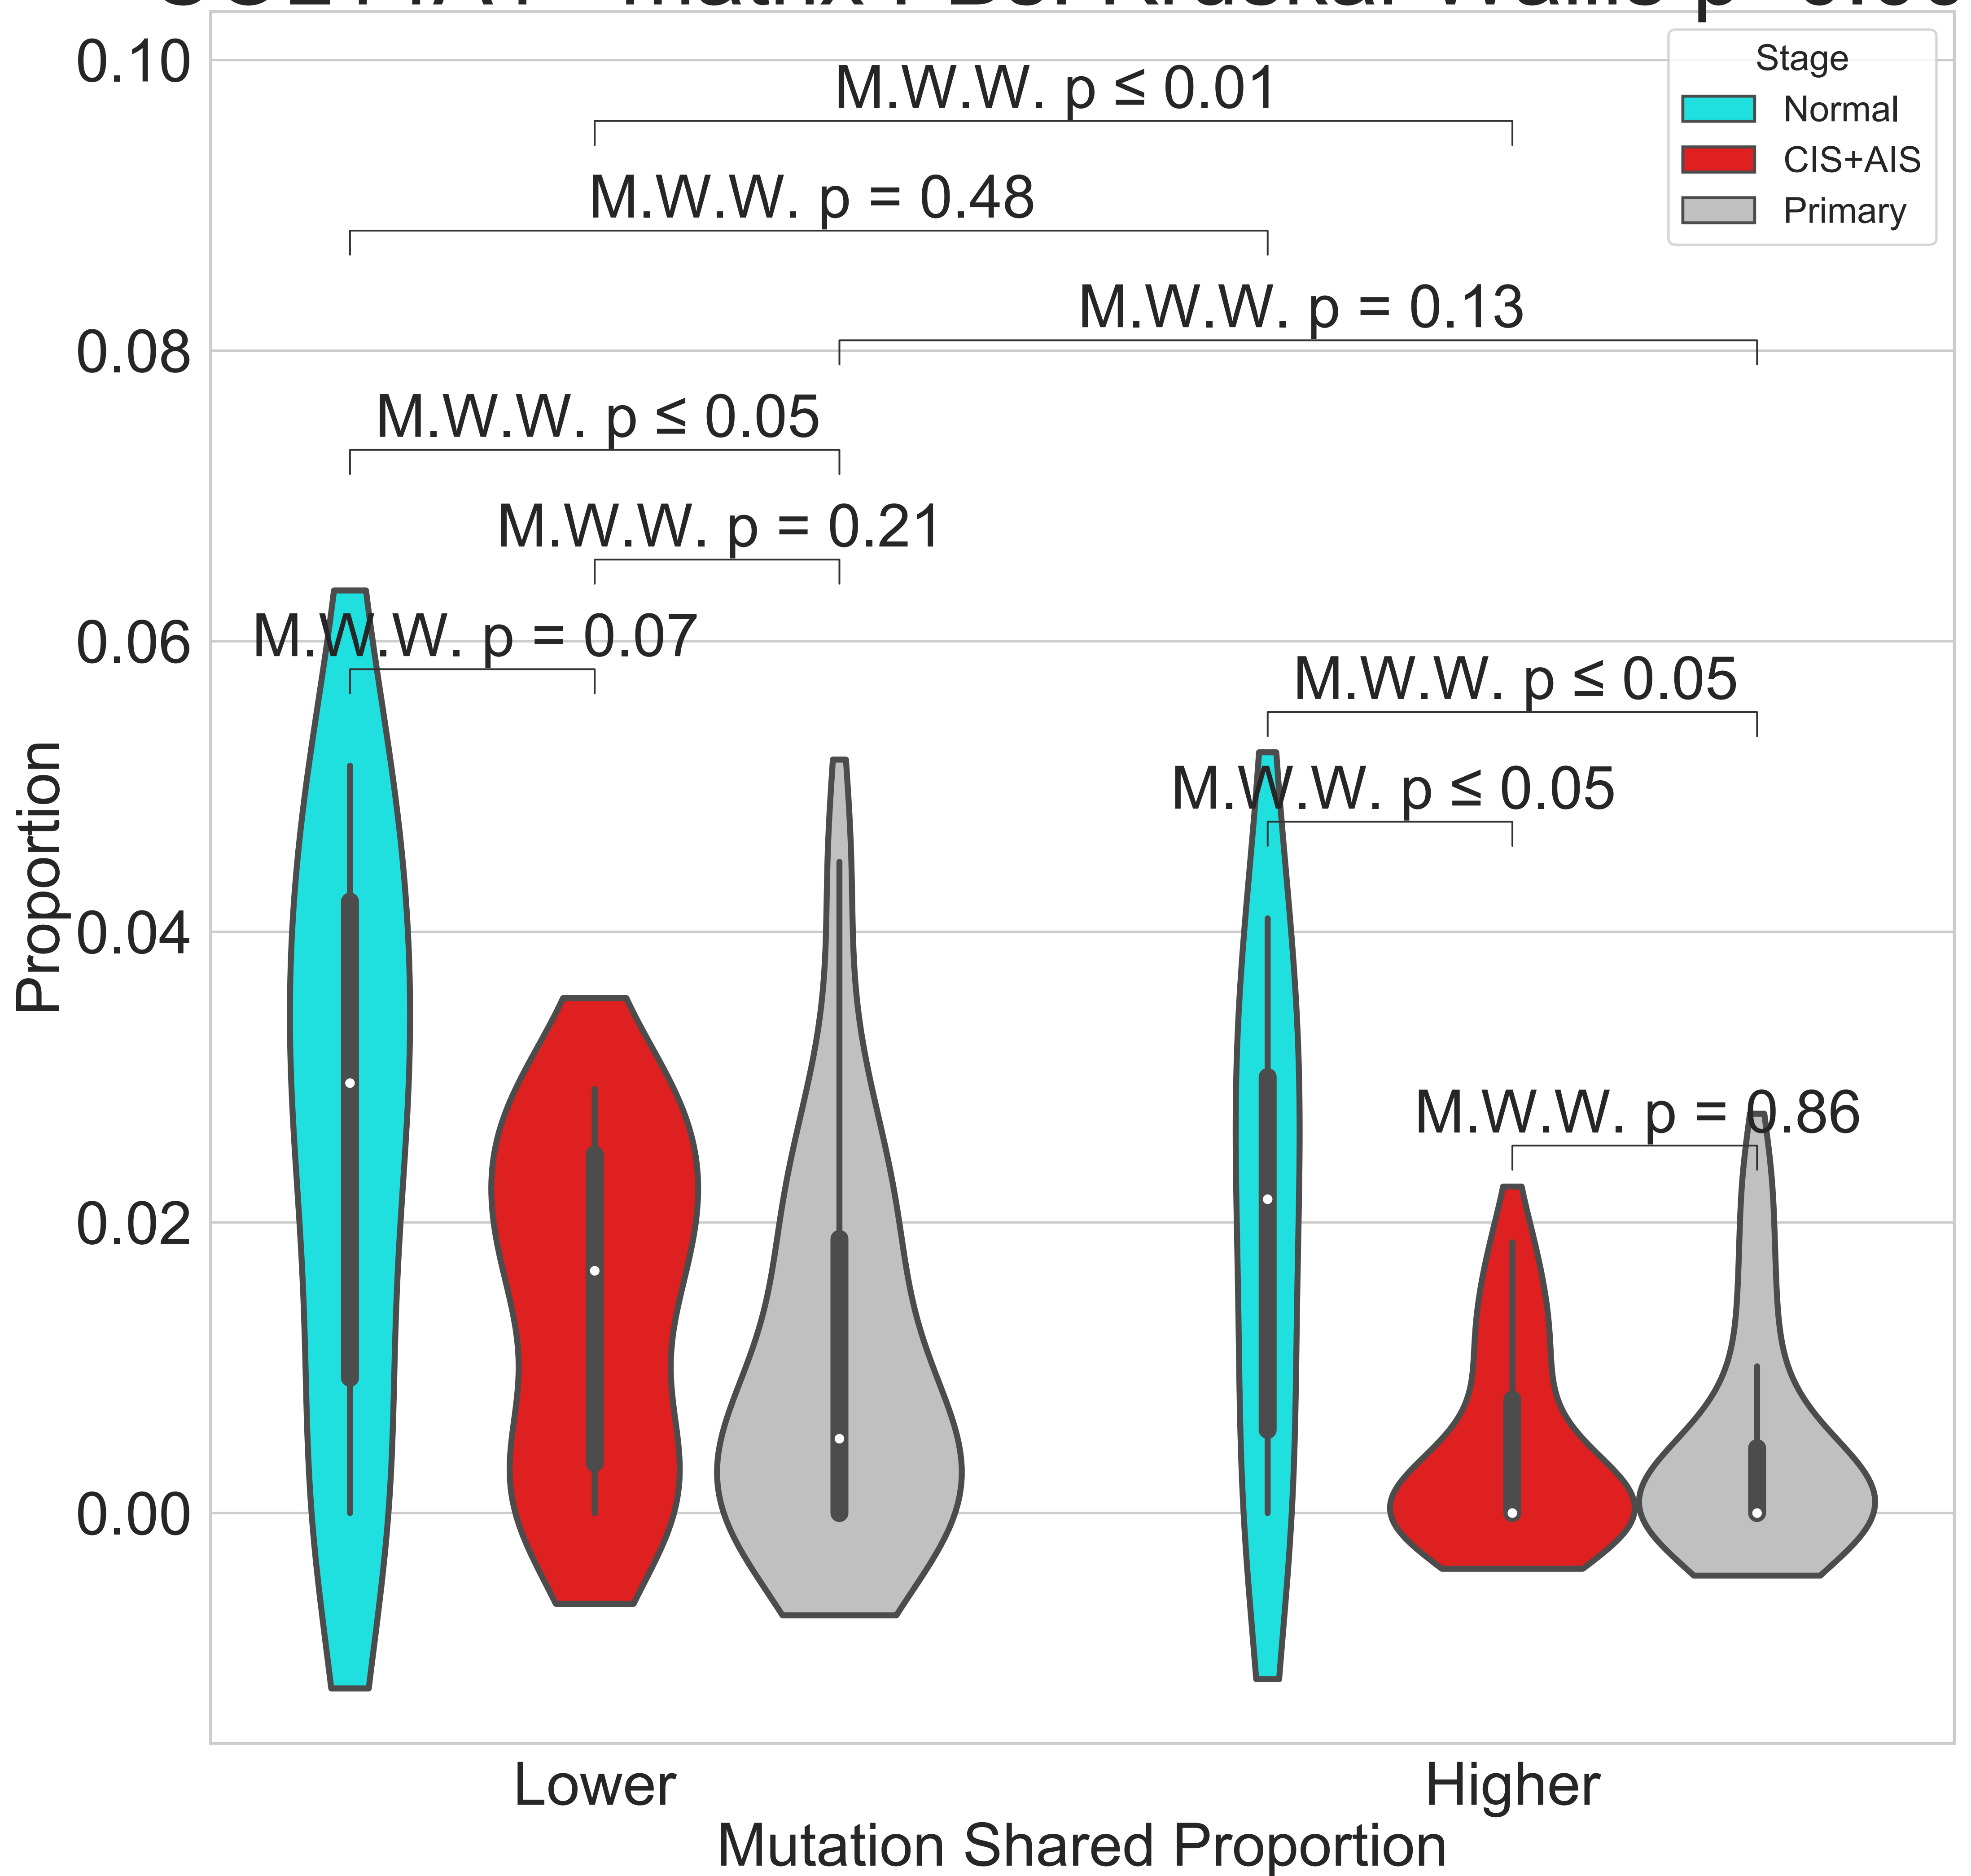 0.10
0.08
0.06
0.04
0.02
0.00
Proportion
M.W.W. p ≤ 0.01
M.W.W. p = 0.48
M.W.W. p = 0.13
M.W.W. p ≤ 0.05
M.W.W. p = 0.21
M.W.W. p = 0.07
M.W.W. p ≤ 0.05
M.W.W. p ≤ 0.05
M.W.W. p = 0.86
Stage
Normal
CIS+AIS
Primary
Lower
Higher
Mutation Shared Proportion